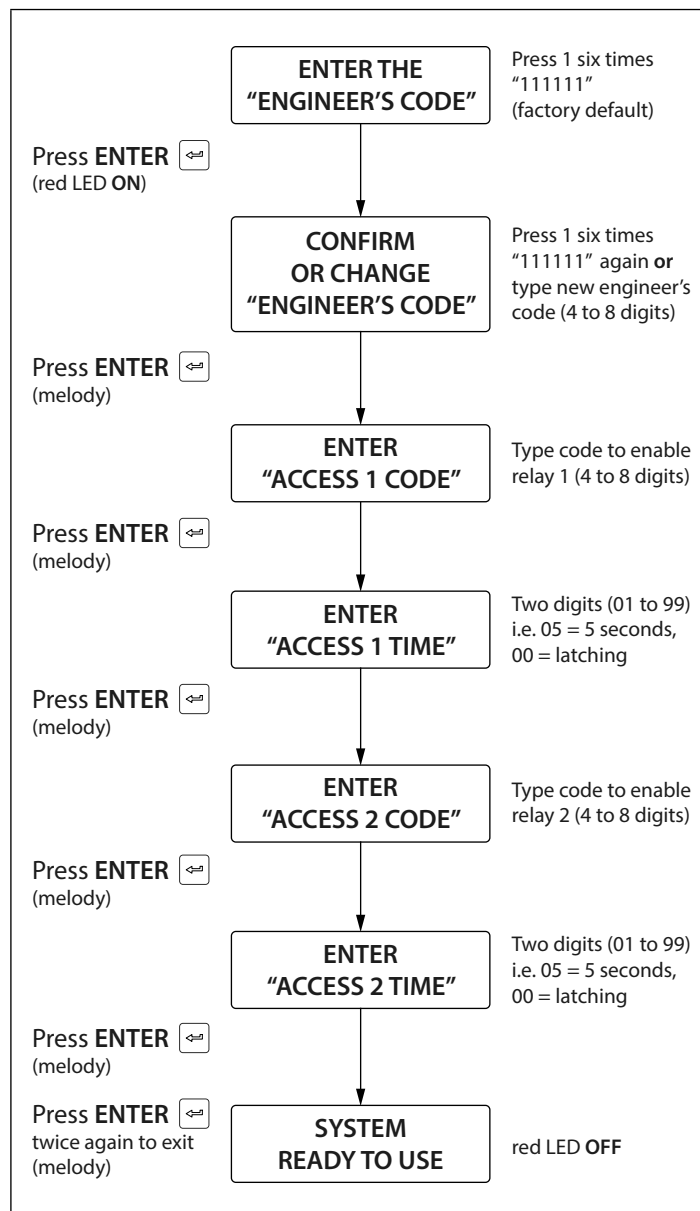 ENTER THE
“ENGINEER’S CODE”
Press 1 six times
“111111”
(factory default)
Press ENTER
(red LED ON)
CONFIRM
OR CHANGE
“ENGINEER’S CODE”
Press 1 six times
“111111” again or
type new engineer’s
code (4 to 8 digits)
Press ENTER
(melody)
ENTER
“ACCESS 1 CODE”
Type code to enable
relay 1 (4 to 8 digits)
Press ENTER
(melody)
ENTER
“ACCESS 1 TIME”
Two digits (01 to 99)
i.e. 05 = 5 seconds,
00 = latching
Press ENTER
(melody)
ENTER
“ACCESS 2 CODE”
Type code to enable
relay 2 (4 to 8 digits)
Press ENTER
(melody)
ENTER
“ACCESS 2 TIME”
Two digits (01 to 99)
i.e. 05 = 5 seconds,
00 = latching
Press ENTER
(melody)
Press ENTER
twice again to exit
(melody)
SYSTEM
READY TO USE
red LED OFF